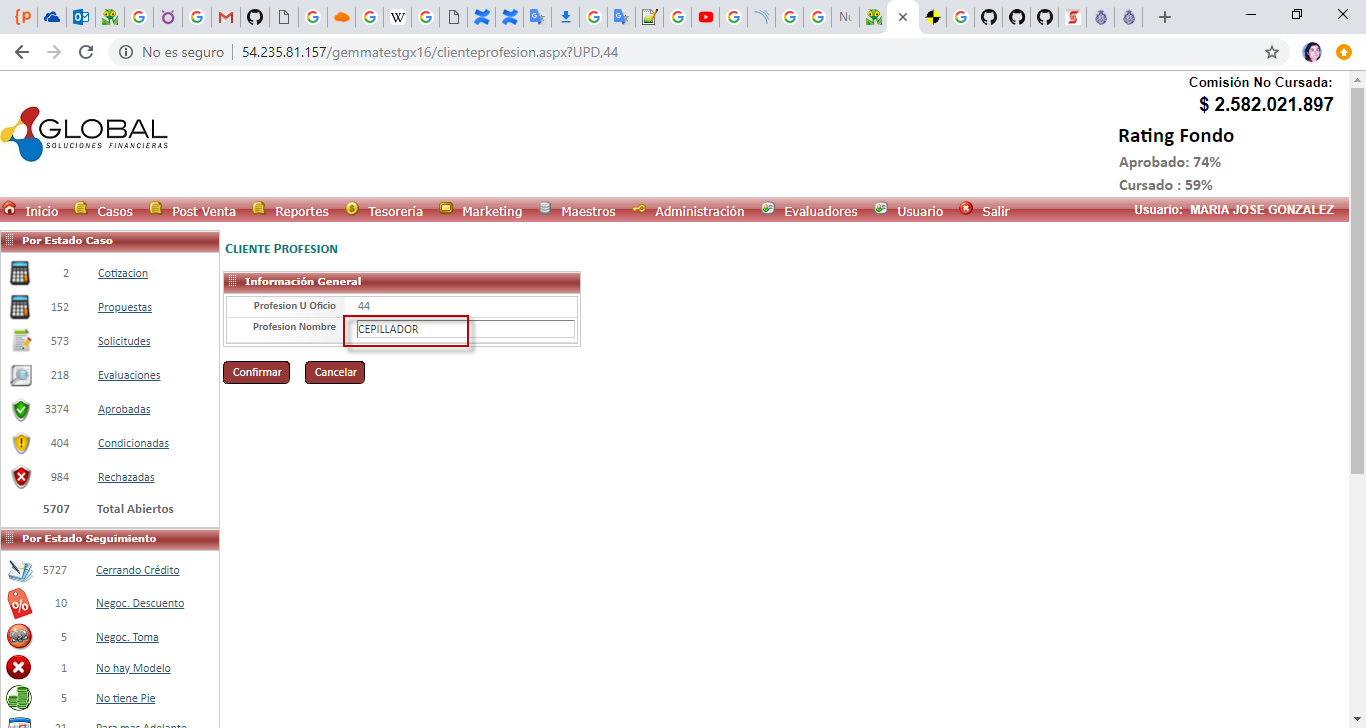 No es seguro | 54.235.81.157/gemmatestgx16/clienteprofesion.aspx?UPD,44
Comisión No Cursada:
$ 2.582.021.897
GLOBAL
SOLUCIONES FINANCIERAS
Rating Fondo
Aprobado: 74%
Cursado : 59%
Inicio Casos Post Venta Reportes Tesorería Marketing Maestros Administración Evaluadores Usuario Salir Usuario: MARIA JOSE GONZALEZ
Por Estado Caso
2 Cotizacion
152 Propuestas
573 Solicitudes
218 Evaluaciones
3374 Aprobadas
404 Condicionadas
984 Rechazadas
5707 Total Abiertos
Por Estado Seguimiento
5727 Cerrando Crédito
10 Negoc. Descuento
5 Negoc. Toma
1 No hay Modelo
5 No tiene Pie
21 Para mas Adelante
CLIENTE PROFESION
Información General
Profesion U Oficio 44
Profesion Nombre CEPILLADOR
Confirmar Cancelar